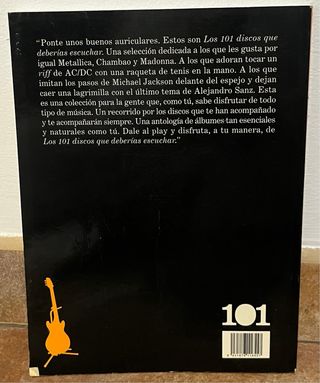 "Ponte unos buenos auriculares. Estos son Los 101 discos que
deberías escuchar. Una selección dedicada a los que les gusta por
igual Metallica, Chambao y Madonna. A los que adoran tocar un
riff de AC/DC con una raqueta de tenis en la mano. A los que
imitan los pasos de Michael Jackson delante del espejo y dejan
caer una lagrimilla con el último tema de Alejandro Sanz. Esta
es una colección para la gente que, como tú, sabe disfrutar de todo
tipo de música. Un recorrido por los discos que te han acompañado
y te acompañarán siempre. Una antología de álbumes tan esenciales
y naturales como tú. Dale al play y disfruta, a tu manera, de
Los 101 discos que deberías escuchar."
101